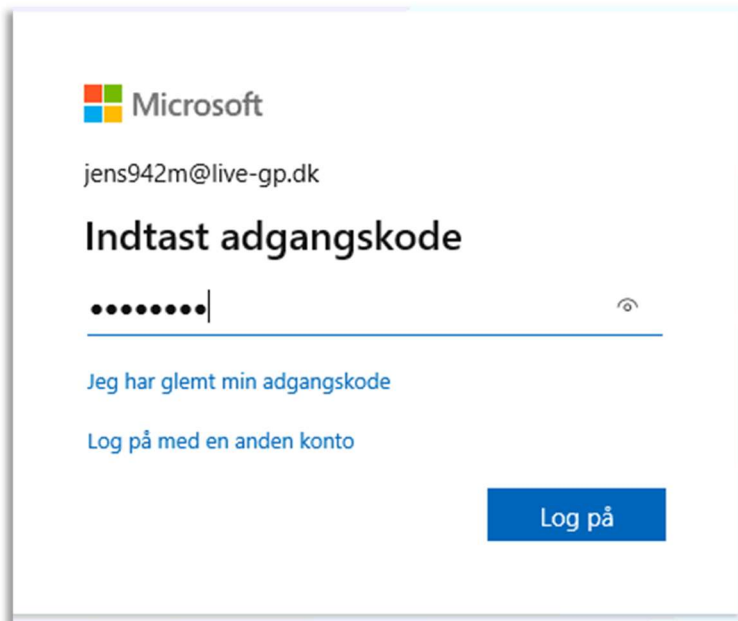 Microsoft
jens942m@live-gp.dk
Indtast adgangskode
••••••••
Jeg har glemt min adgangskode
Log på med en anden konto
Log på